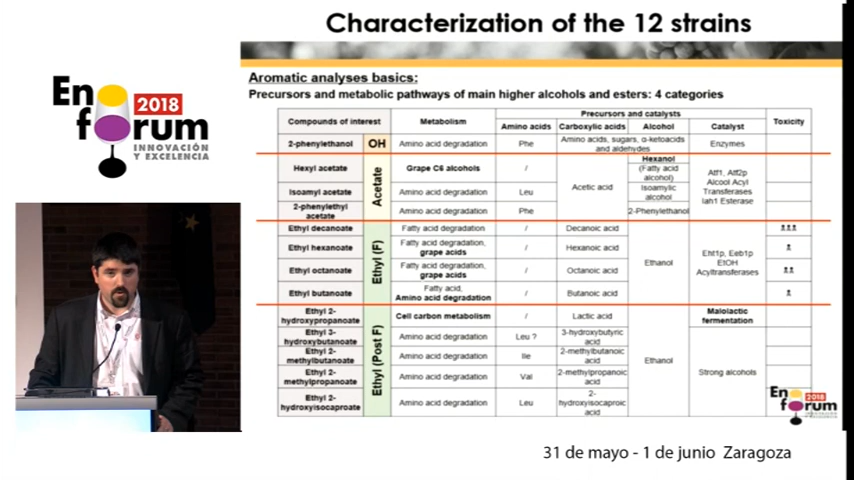 Characterization of the 12 strains
Aromatic analyses basics:
Precursors and metabolic pathways of main higher alcohols and esters: 4 categories
Compounds of interest
Metabolism
Precursors and catalysts
Toxicity
Amino acids
Carboxylic acids
Alcohol
Catalyst
2-phenylethanol
OH
Amino acid degradation
Phe
Amino acids, sugars, α-ketoacids
and aldehydes
Enzymes
Hexyl acetate
Acetate
Grape C6 alcohols
/
Acetic acid
Hexanol
(Fatty acid
alcohol)
Atf1, Atf2p
Alcool Acyl
Transferases
Iah1 Esterase
Isoamyl acetate
Amino acid degradation
Leu
Isoamylic
alcohol
2-phenylethyl
acetate
Amino acid degradation
Phe
2-Phenylethanol
Ethyl decanoate
Ethyl (F)
Fatty acid degradation
/
Decanoic acid
Ethanol
Eht1p, Eeb1p
EtOH
Acyltransferases
Ethyl hexanoate
Fatty acid degradation,
grape acids
/
Hexanoic acid
Ethyl octanoate
Fatty acid degradation,
grape acids
/
Octanoic acid
Ethyl butanoate
Fatty acid,
Amino acid degradation
/
Butanoic acid
Ethyl 2-
hydroxypropanoate
Ethyl (Post F)
Cell carbon metabolism
/
Lactic acid
Ethanol
Malolactic
fermentation
Ethyl 3-
hydroxybutanoate
Amino acid degradation
Leu ?
3-hydroxybutyric
acid
Strong alcohols
Ethyl 2-
methylbutanoate
Amino acid degradation
Ile
2-methylbutanoic
acid
Ethyl 2-
methylpropanoate
Amino acid degradation
Val
2-methylpropanoic
acid
Ethyl 2-
hydroxyisocaproate
Amino acid degradation
Leu
2-
hydroxyisocaproic
acid
Eno
forum
2018
INNOVACIÓN
Y EXCELENCIA
Eno
forum
2018
31 de mayo - 1 de junio Zaragoza